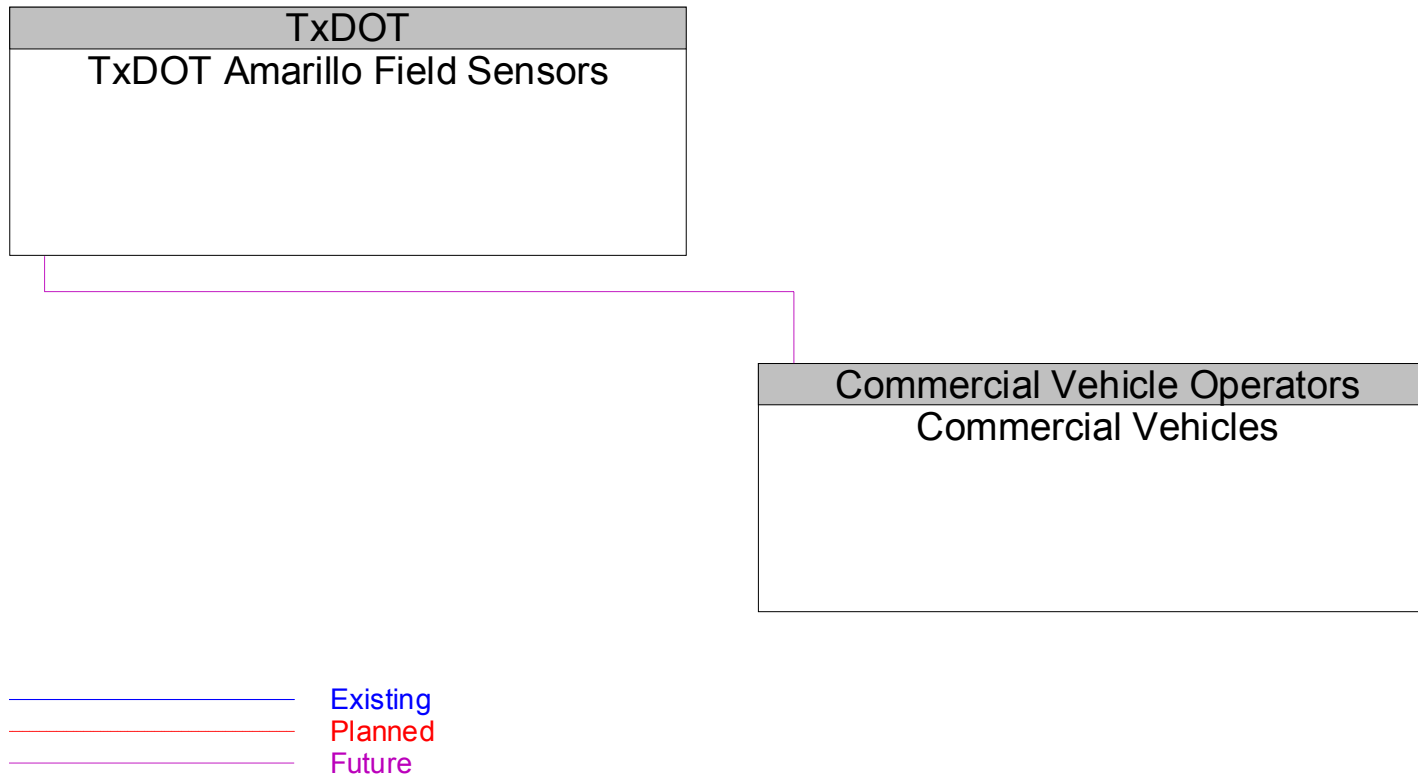 TxDOT
TxDOT Amarillo Field Sensors
Commercial Vehicle Operators
Commercial Vehicles
Existing
Planned
Future